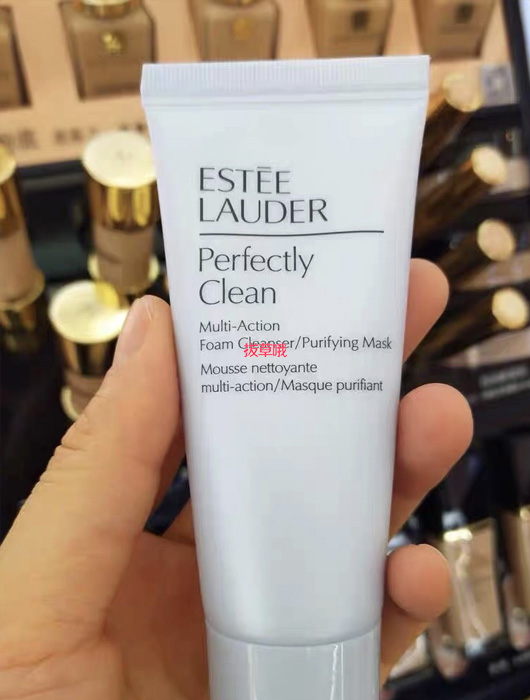 ESTĒE
LAUDER
Perfectly
Clean
Multi-Action
Foam Cleanser/Purifying Mask
拔草哦
Mousse nettoyante
multi-action/Masque purifiant